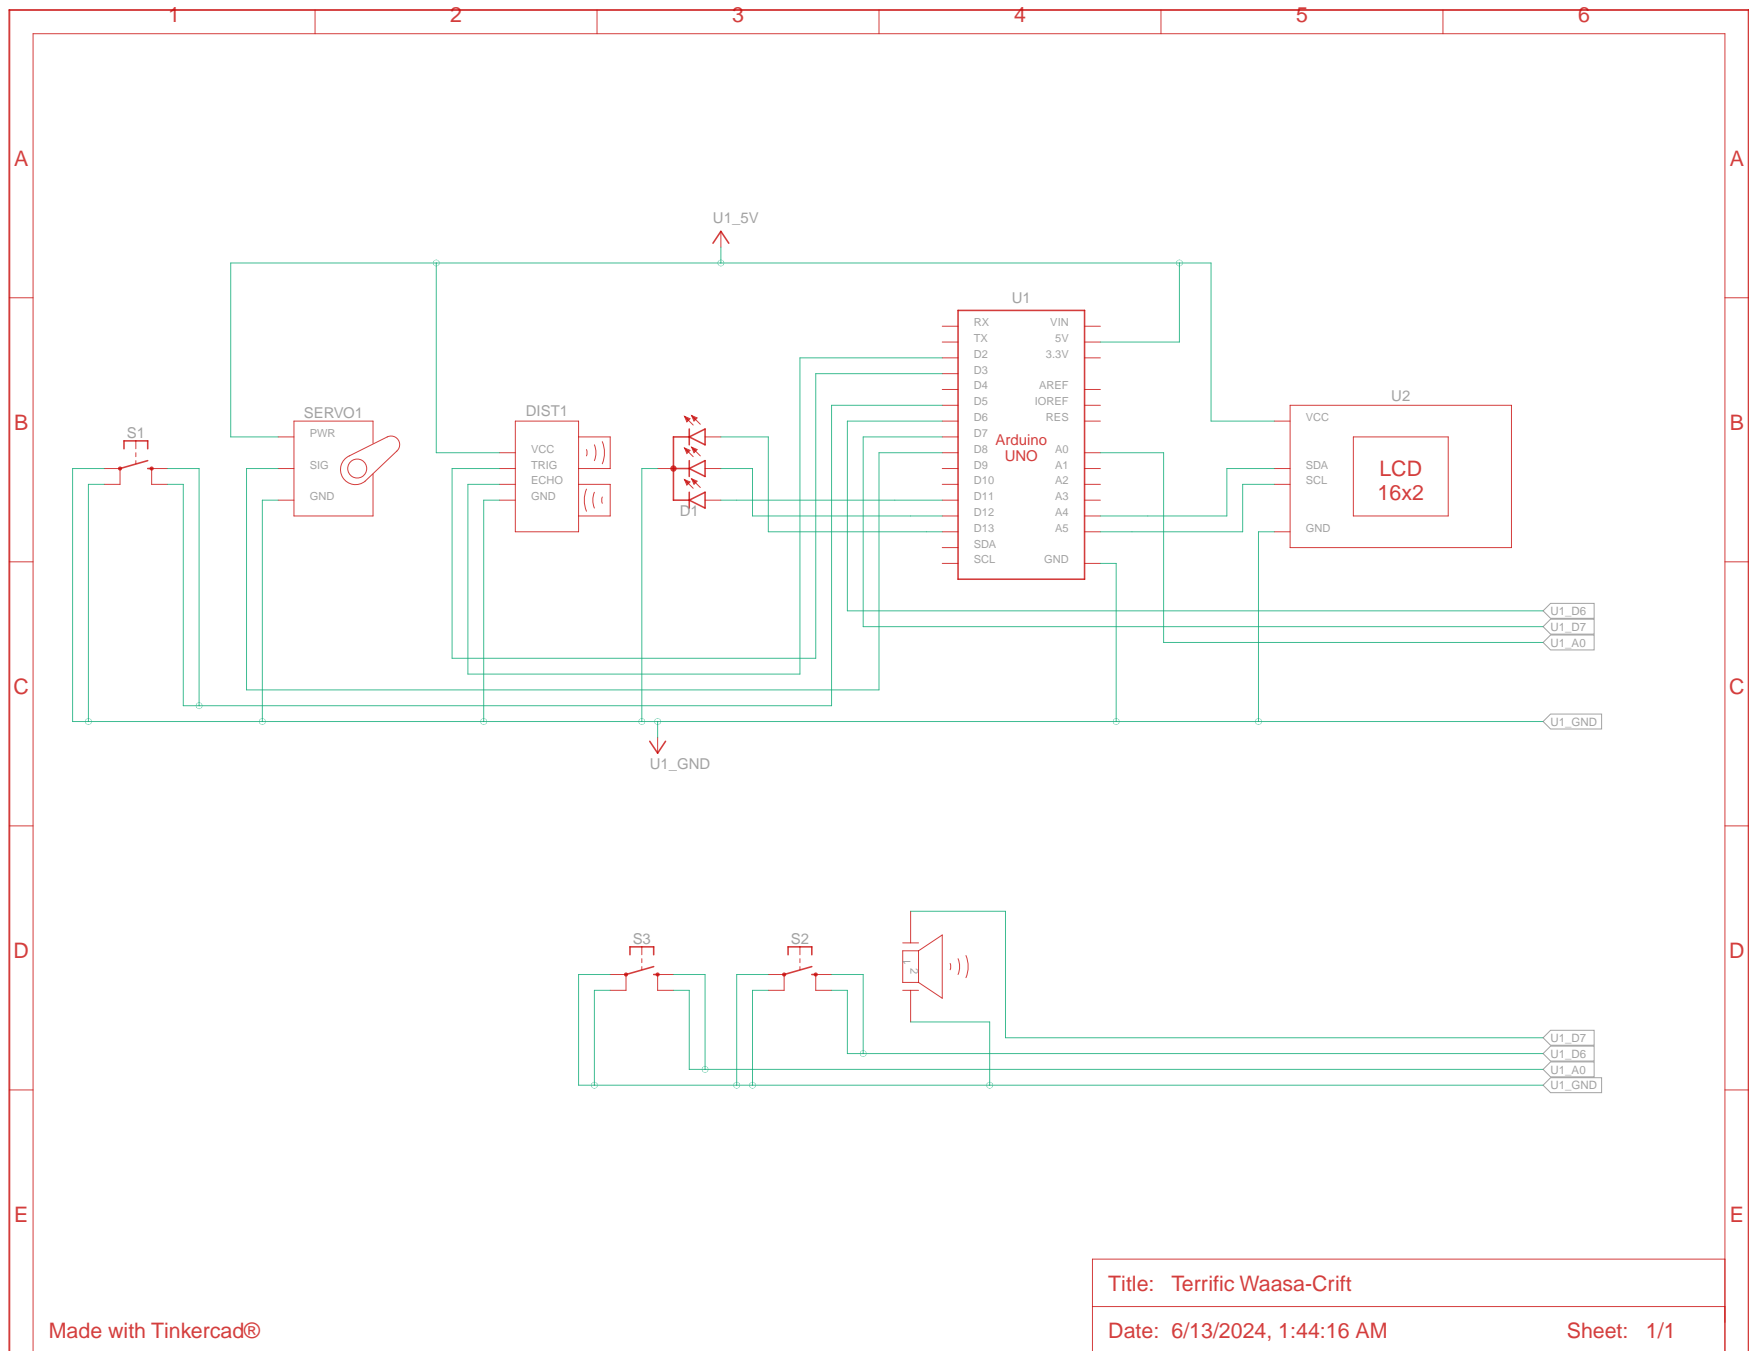 1 2 3 4 5 6
A A
U1_5V
U1
RX VIN
TX 5V
D2 3.3V
D3
D4 AREF
D5 IOREF
D6 RES
D7
Arduino
UNO
D8 A0
D9 A1
D10 A2
D11 A3
D12 A4
D13 A5
SDA
SCL GND
B B
S1
SERVO1
PWR
SIG
GND
DIST1
VCC
TRIG
ECHO
GND
D1
U2
VCC
SDA
SCL
GND
LCD
16x2
U1_D6
U1_D7
U1_A0
C C
U1_GND
U1_GND
D D
S3 S2
1
2
U1_D7
U1_D6
U1_A0
U1_GND
E E
Title: Terrific Waasa-Crift
Made with Tinkercad®
Date: 6/13/2024, 1:44:16 AM Sheet: 1/1